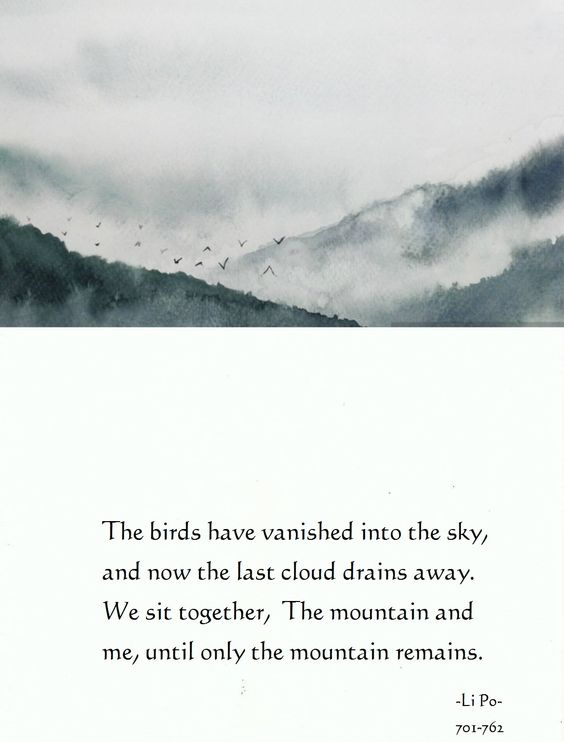 The birds have vanished into the sky,
and now the last cloud drains away.
We sit together, The mountain and
me, until only the mountain remains.
-Li Po-
701-762